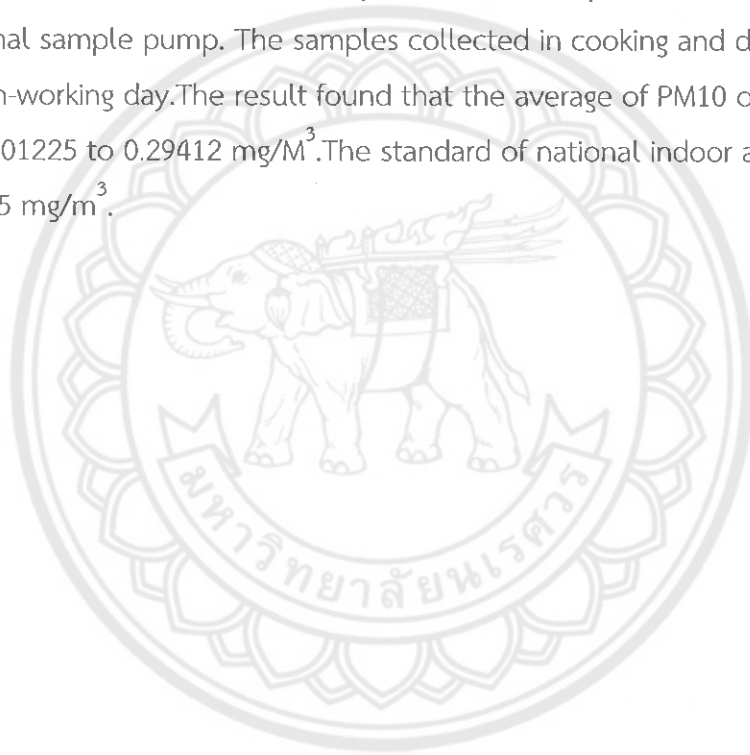 nal sample pump. The samples collected in cooking and d
n-working day.The result found that the average of PM10 o
01225 to 0.29412 mg/M³.The standard of national indoor a
5 mg/m³.
มหาวิทยาลัยนเรศวร